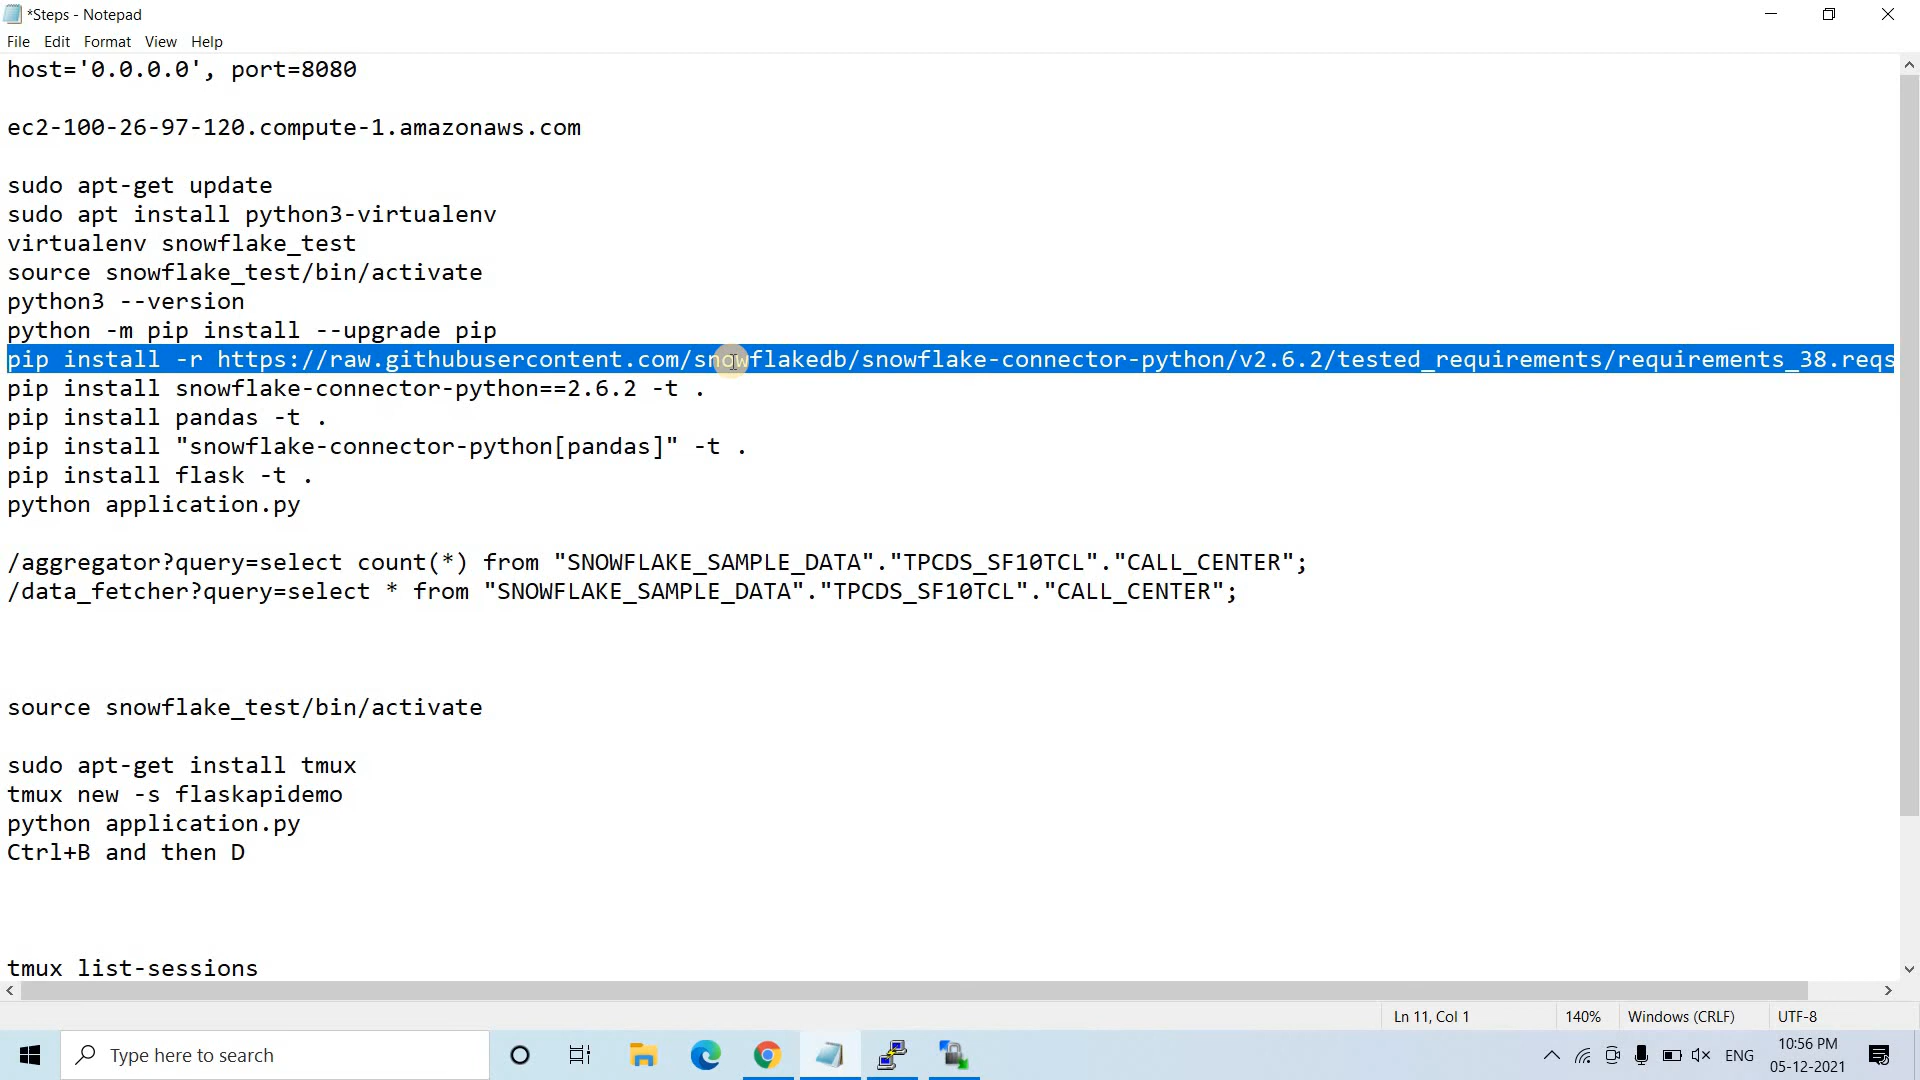 *Steps - Notepad
File Edit Format View Help
host='0.0.0.0', port=8080
ec2-100-26-97-120.compute-1.amazonaws.com
sudo apt-get update
sudo apt install python3-virtualenv
virtualenv snowflake_test
source snowflake_test/bin/activate
python3 --version
python -m pip install --upgrade pip
pip install -r https://raw.githubusercontent.com/snowflakedb/snowflake-connector-python/v2.6.2/tested_requirements/requirements_38.reqs
pip install snowflake-connector-python==2.6.2 -t .
pip install pandas -t .
pip install "snowflake-connector-python[pandas]" -t .
pip install flask -t .
python application.py
/aggregator?query=select count(*) from "SNOWFLAKE_SAMPLE_DATA"."TPCDS_SF10TCL"."CALL_CENTER";
/data_fetcher?query=select * from "SNOWFLAKE_SAMPLE_DATA"."TPCDS_SF10TCL"."CALL_CENTER";
source snowflake_test/bin/activate
sudo apt-get install tmux
tmux new -s flaskapidemo
python application.py
Ctrl+B and then D
tmux list-sessions
Ln 11, Col 1 140% Windows (CRLF) UTF-8
Type here to search
ENG
10:56 PM
05-12-2021